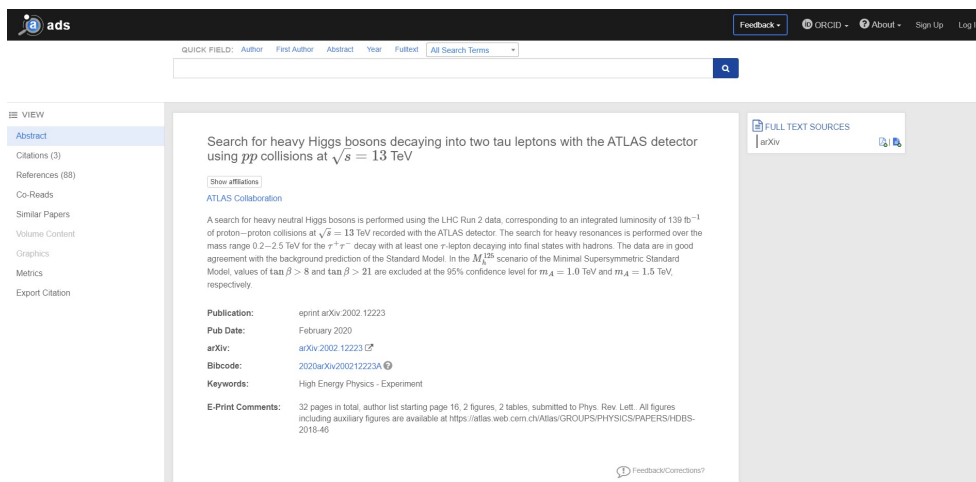 ads
Feedback
ORCID
About
Sign Up
Log I
QUICK FIELD: Author First Author Abstract Year Fulltext All Search Terms
VIEW
Abstract
Citations (3)
References (88)
Co-Reads
Similar Papers
Volume Content
Graphics
Metrics
Export Citation
Search for heavy Higgs bosons decaying into two tau leptons with the ATLAS detector
using pp collisions at √s = 13 TeV
Show affiliations
ATLAS Collaboration
A search for heavy neutral Higgs bosons is performed using the LHC Run 2 data, corresponding to an integrated luminosity of 139 fb⁻¹
of proton−proton collisions at √s = 13 TeV recorded with the ATLAS detector. The search for heavy resonances is performed over the
mass range 0.2−2.5 TeV for the τ⁺τ⁻ decay with at least one τ-lepton decaying into final states with hadrons. The data are in good
agreement with the background prediction of the Standard Model. In the M_h^125 scenario of the Minimal Supersymmetric Standard
Model, values of tan β > 8 and tan β > 21 are excluded at the 95% confidence level for m_A = 1.0 TeV and m_A = 1.5 TeV,
respectively.
Publication: eprint arXiv:2002.12223
Pub Date: February 2020
arXiv: arXiv:2002.12223
Bibcode: 2020arXiv200212223A
Keywords: High Energy Physics - Experiment
E-Print Comments: 32 pages in total, author list starting page 16, 2 figures, 2 tables, submitted to Phys. Rev. Lett.. All figures
including auxiliary figures are available at https://atlas.web.cern.ch/Atlas/GROUPS/PHYSICS/PAPERS/HDBS-
2018-46
Feedback/Corrections?
FULL TEXT SOURCES
arXiv